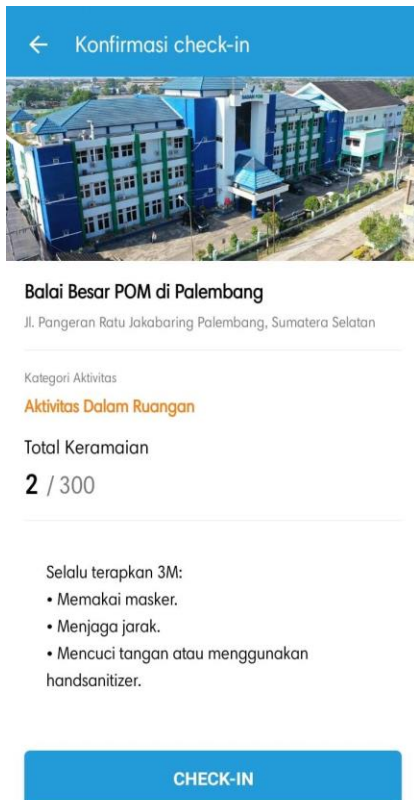 Konfirmasi check-in
Balai Besar POM di Palembang
Jl. Pangeran Ratu Jakabaring Palembang, Sumatera Selatan
Kategori Aktivitas
Aktivitas Dalam Ruangan
Total Keramaian
2 / 300
Selalu terapkan 3M:
• Memakai masker.
• Menjaga jarak.
• Mencuci tangan atau menggunakan
handsanitizer.
CHECK-IN